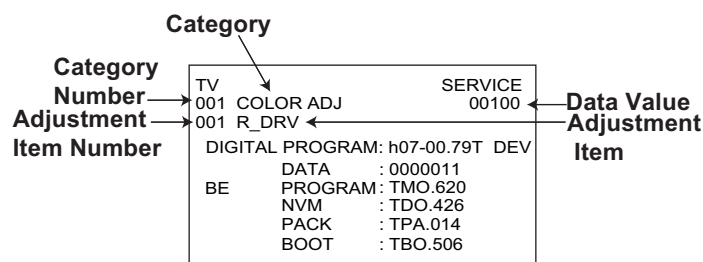 Category
Category
Number
Adjustment
Item Number
TV SERVICE
001 COLOR ADJ 00100
001 R_DRV
DIGITAL PROGRAM: h07-00.79T DEV
DATA : 0000011
BE PROGRAM : TMO.620
NVM : TDO.426
PACK : TPA.014
BOOT : TBO.506
Data Value
Adjustment
Item